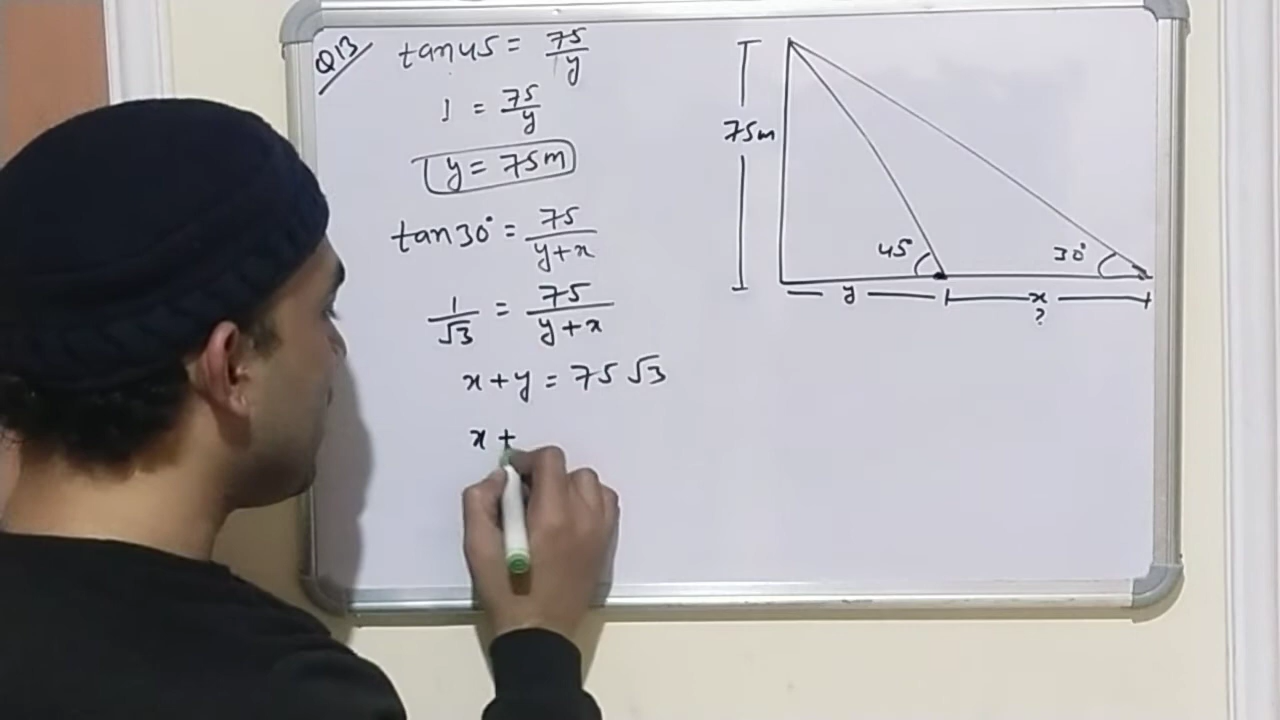 Q13
tan45 = 75/y
1 = 75/y
y = 75m
tan30° = 75/y+x
1/√3 = 75/y+x
x+y = 75√3
x +
75m
45°
30°
y
x
?